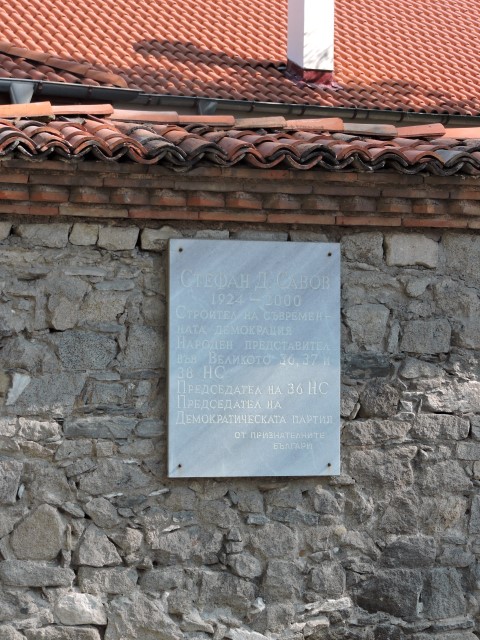 СТЕФАН Д. САВОВ
1924 – 2000
СТРОИТЕЛ НА СЪВРЕМЕН-
НАТА ДЕМОКРАЦИЯ
НАРОДЕН ПРЕДСТАВИТЕЛ
ВЪВ ВЕЛИКОТО 36, 37 И
38 НС
ПРЕДСЕДАТЕЛ НА 36 НС
ПРЕДСЕДАТЕЛ НА
ДЕМОКРАТИЧЕСКАТА ПАРТИЯ
ОТ ПРИЗНАТЕЛНИТЕ
БЪЛГАРИ